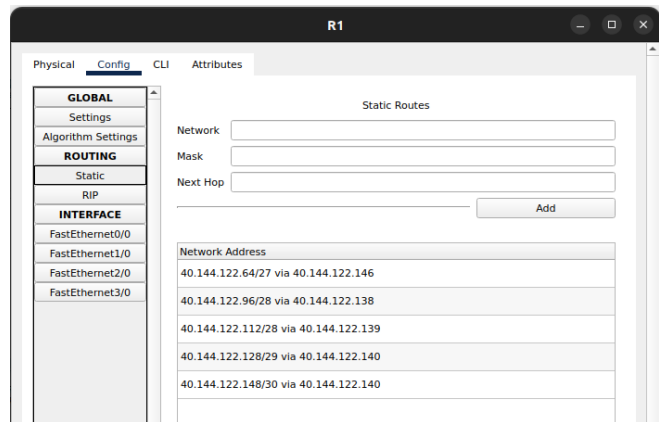 R1
Physical Config CLI Attributes
GLOBAL
Settings
Algorithm Settings
ROUTING
Static
RIP
INTERFACE
FastEthernet0/0
FastEthernet1/0
FastEthernet2/0
FastEthernet3/0
Static Routes
Network
Mask
Next Hop
Add
Network Address
40.144.122.64/27 via 40.144.122.146
40.144.122.96/28 via 40.144.122.138
40.144.122.112/28 via 40.144.122.139
40.144.122.128/29 via 40.144.122.140
40.144.122.148/30 via 40.144.122.140